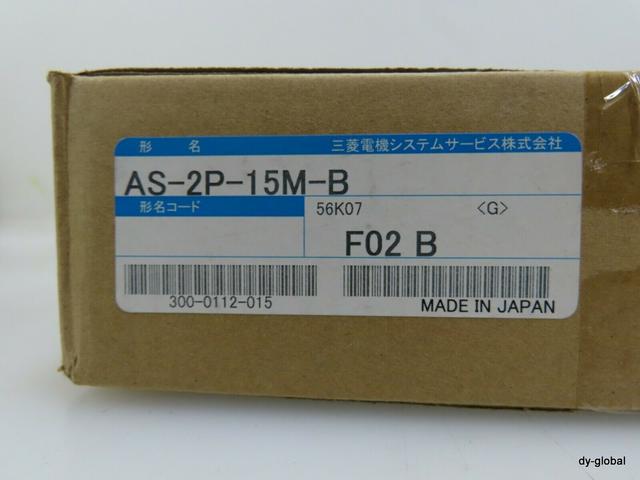 形 名 三菱電機システムサービス株式会社
AS-2P-15M-B
形名コード 56K07 <G>
F02 B
300-0112-015 MADE IN JAPAN
dy-global